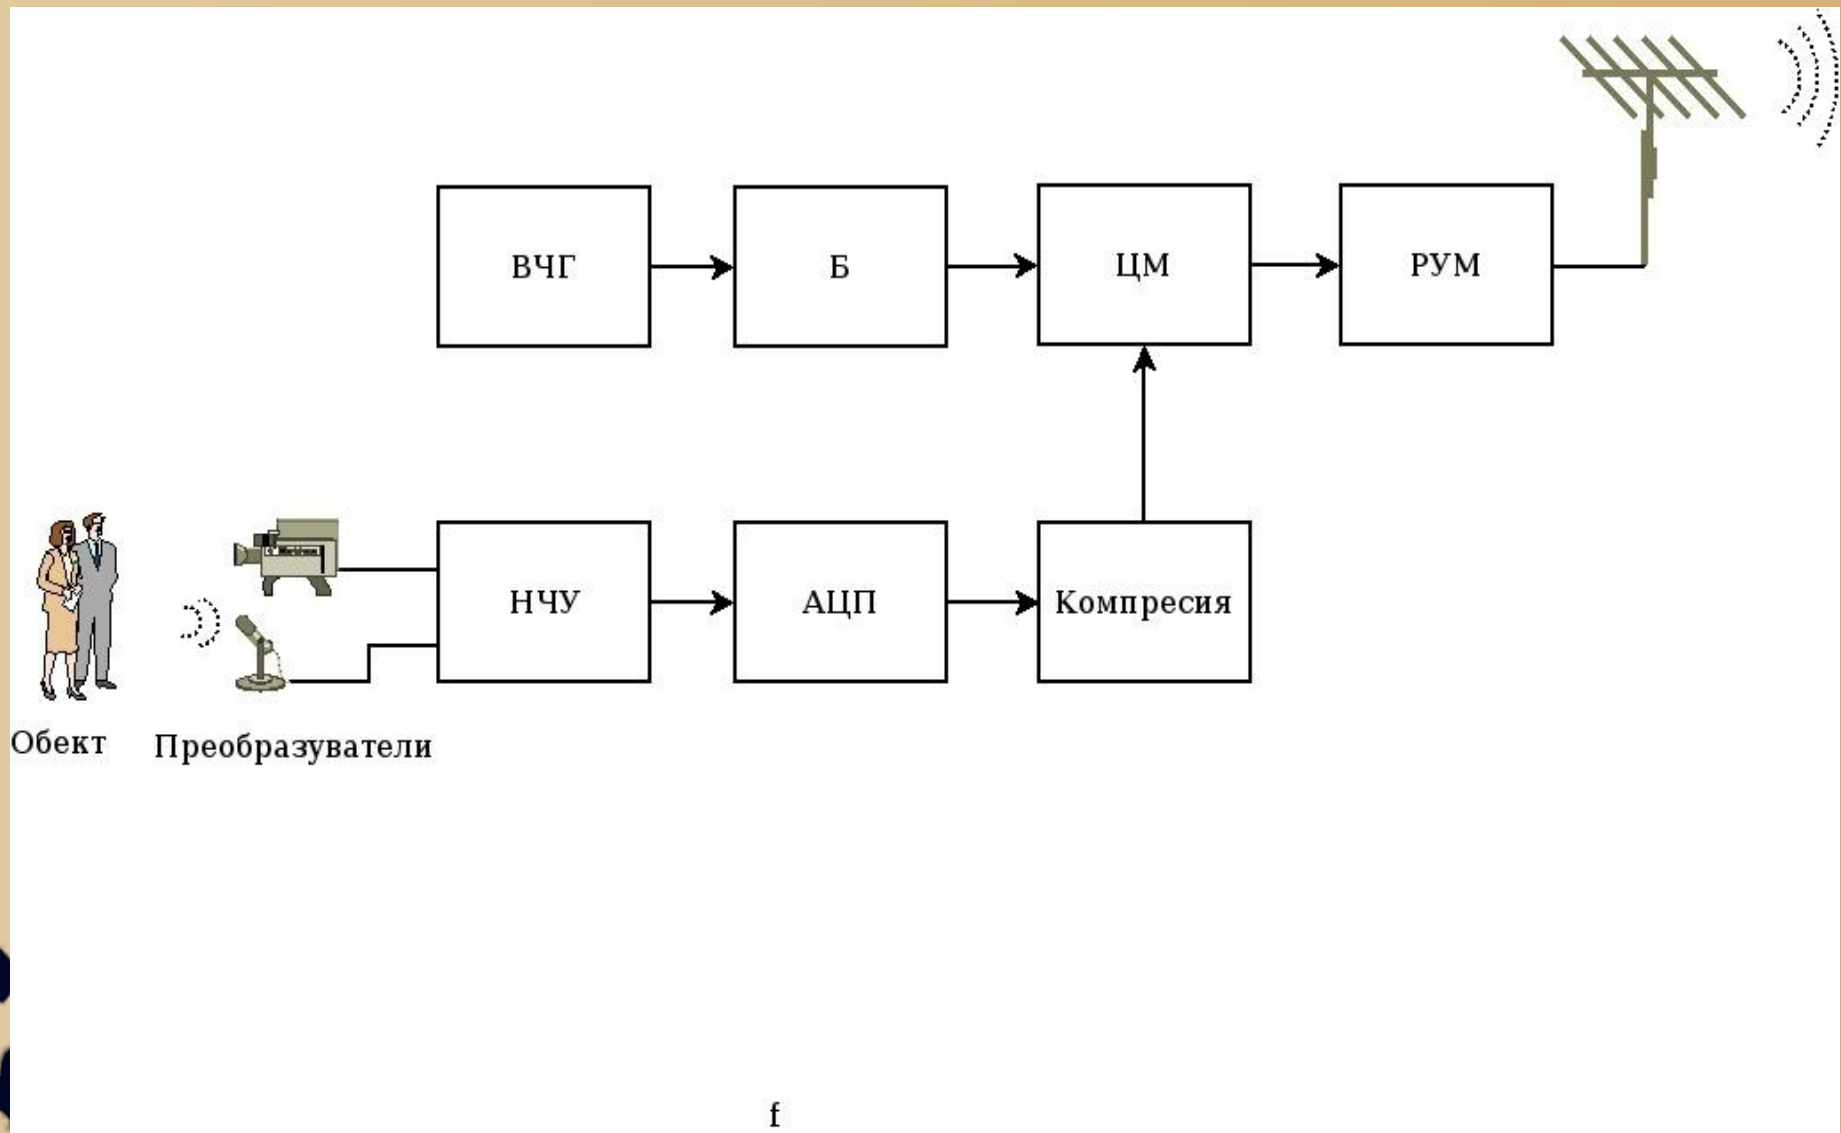 ВЧГ
Б
ЦМ
РУМ
НЧУ
АЦП
Компресия
Обект
Преобразуватели
f